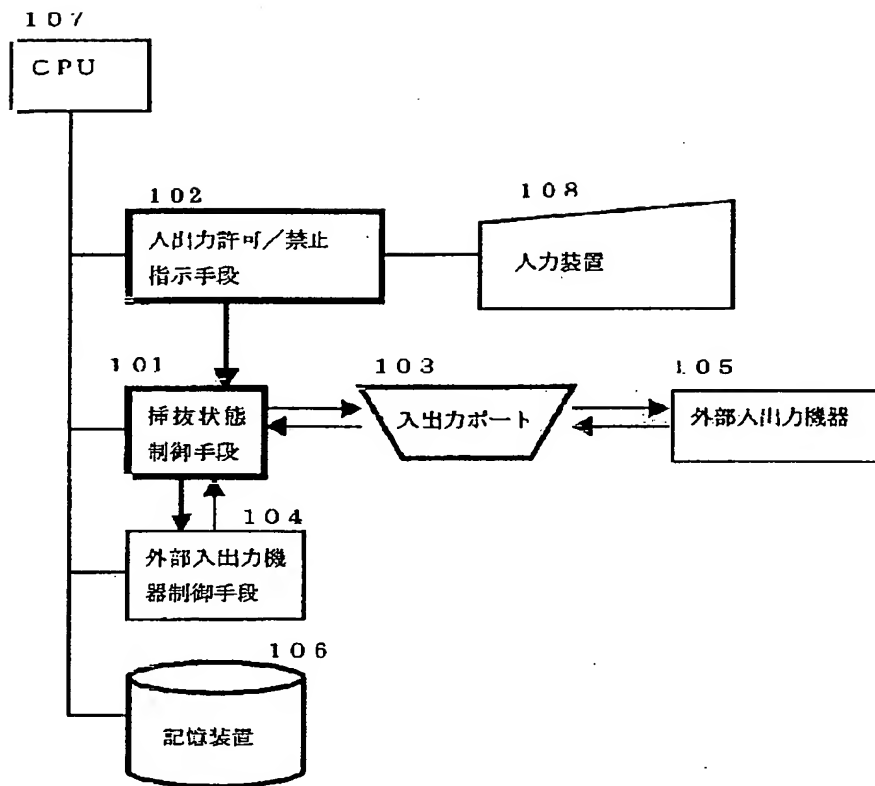 107
CPU
102
入出力許可／禁止
指示手段
108
入力装置
101
挿抜状態
制御手段
103
入出力ポート
105
外部入出力機器
104
外部入出力機
器制御手段
106
記憶装置